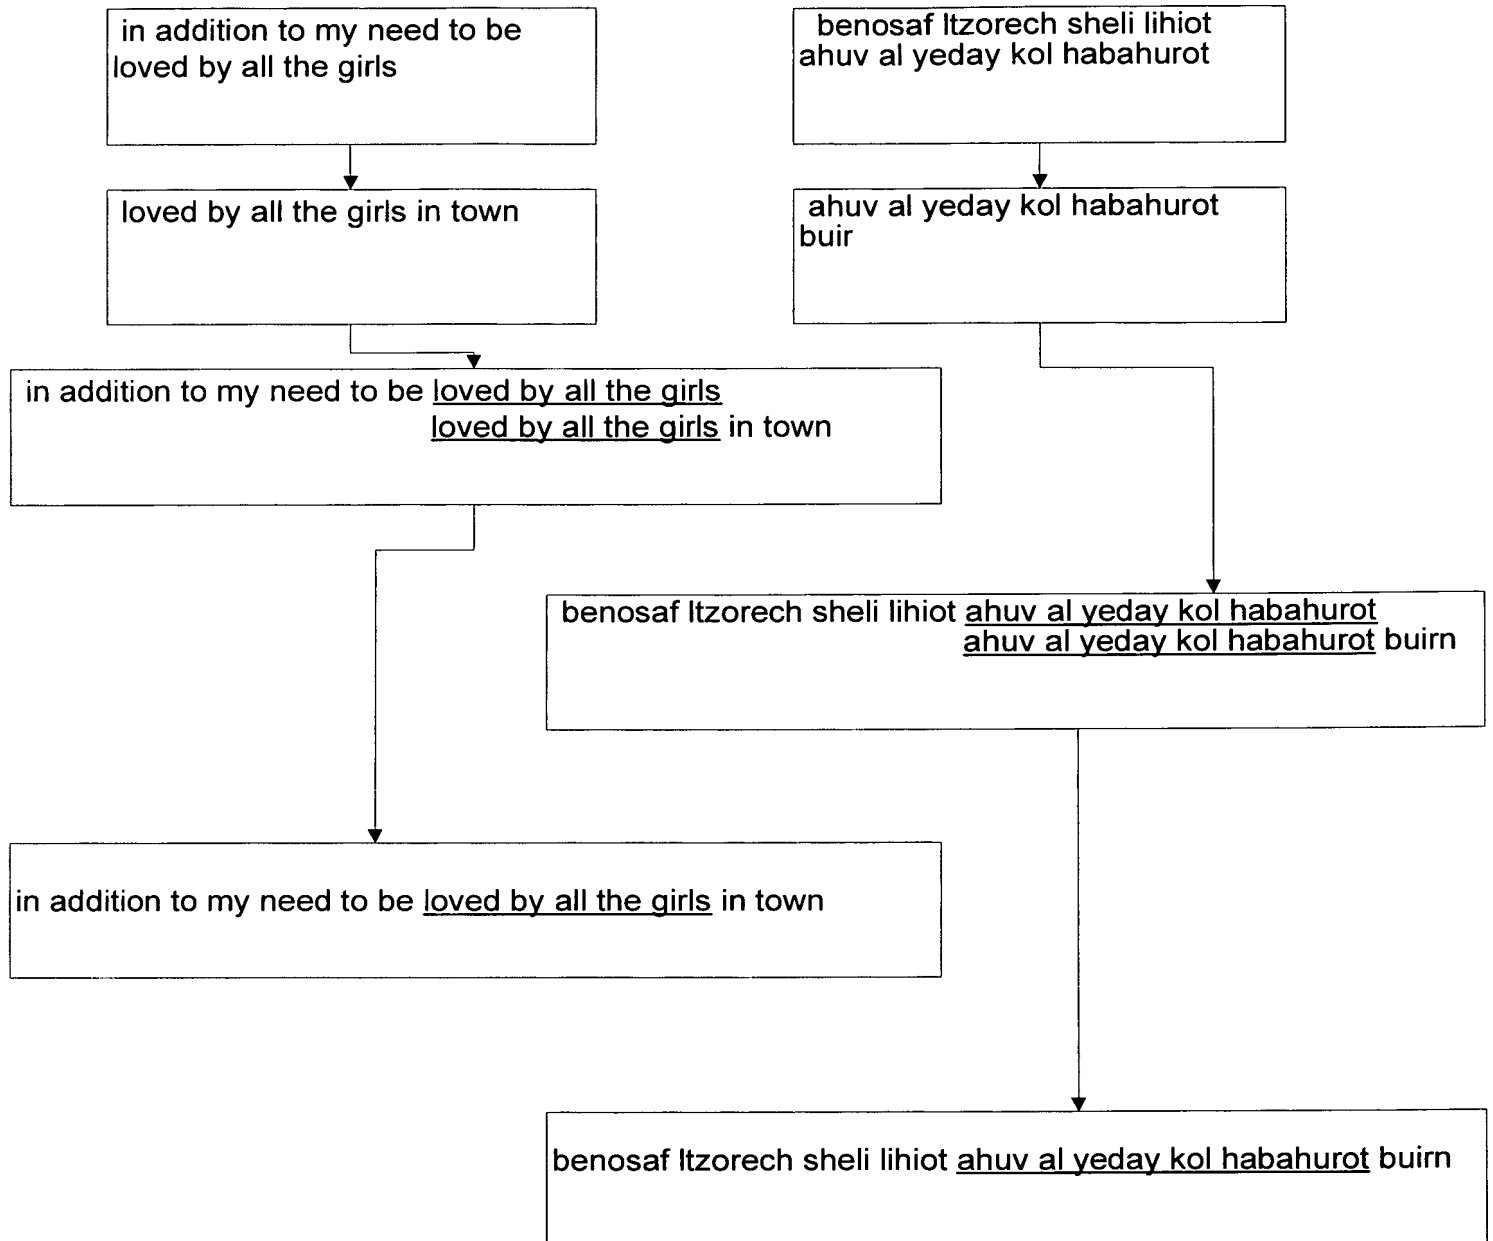 in addition to my need to be
loved by all the girls
benosaf ltzorech sheli lihiot
ahuv al yeday kol habahurot
loved by all the girls in town
ahuv al yeday kol habahurot
buir
in addition to my need to be loved by all the girls
loved by all the girls in town
benosaf ltzorech sheli lihiot ahuv al yeday kol habahurot
ahuv al yeday kol habahurot buirn
in addition to my need to be loved by all the girls in town
benosaf ltzorech sheli lihiot ahuv al yeday kol habahurot buirn